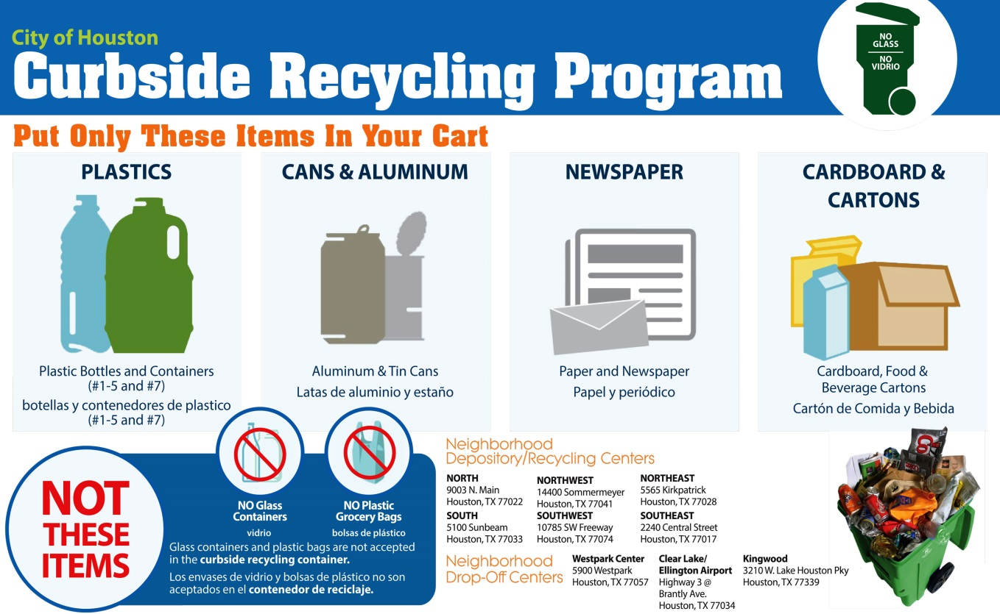 City of Houston
Curbside Recycling Program
NO
GLASS
NO
VIDRIO
Put Only These Items In Your Cart
PLASTICS
Plastic Bottles and Containers
(#1-5 and #7)
botellas y contenedores de plastico
(#1-5 and #7)
CANS & ALUMINUM
Aluminum & Tin Cans
Latas de aluminio y estaño
NEWSPAPER
Paper and Newspaper
Papel y periódico
CARDBOARD &
CARTONS
Cardboard, Food &
Beverage Cartons
Cartón de Comida y Bebida
NOT
THESE
ITEMS
NO Glass
Containers
vidrio
NO Plastic
Grocery Bags
bolsas de plástico
Glass containers and plastic bags are not accepted
in the curbside recycling container.
Los envases de vidrio y bolsas de plástico no son
aceptados en el contenedor de reciclaje.
Neighborhood
Depository/Recycling Centers
NORTH
9003 N. Main
Houston, TX 77022
NORTHWEST
14400 Sommermeyer
Houston, TX 77041
NORTHEAST
5565 Kirkpatrick
Houston, TX 77028
SOUTH
5100 Sunbeam
Houston, TX 77033
SOUTHWEST
10785 SW Freeway
Houston, TX 77074
SOUTHEAST
2240 Central Street
Houston, TX 77017
Neighborhood
Drop-Off Centers
Westpark Center
5900 Westpark
Houston, TX 77057
Clear Lake/
Ellington Airport
Highway 3 @
Brantly Ave.
Houston, TX 77034
Kingwood
3210 W. Lake Houston Pky
Houston, TX 77339